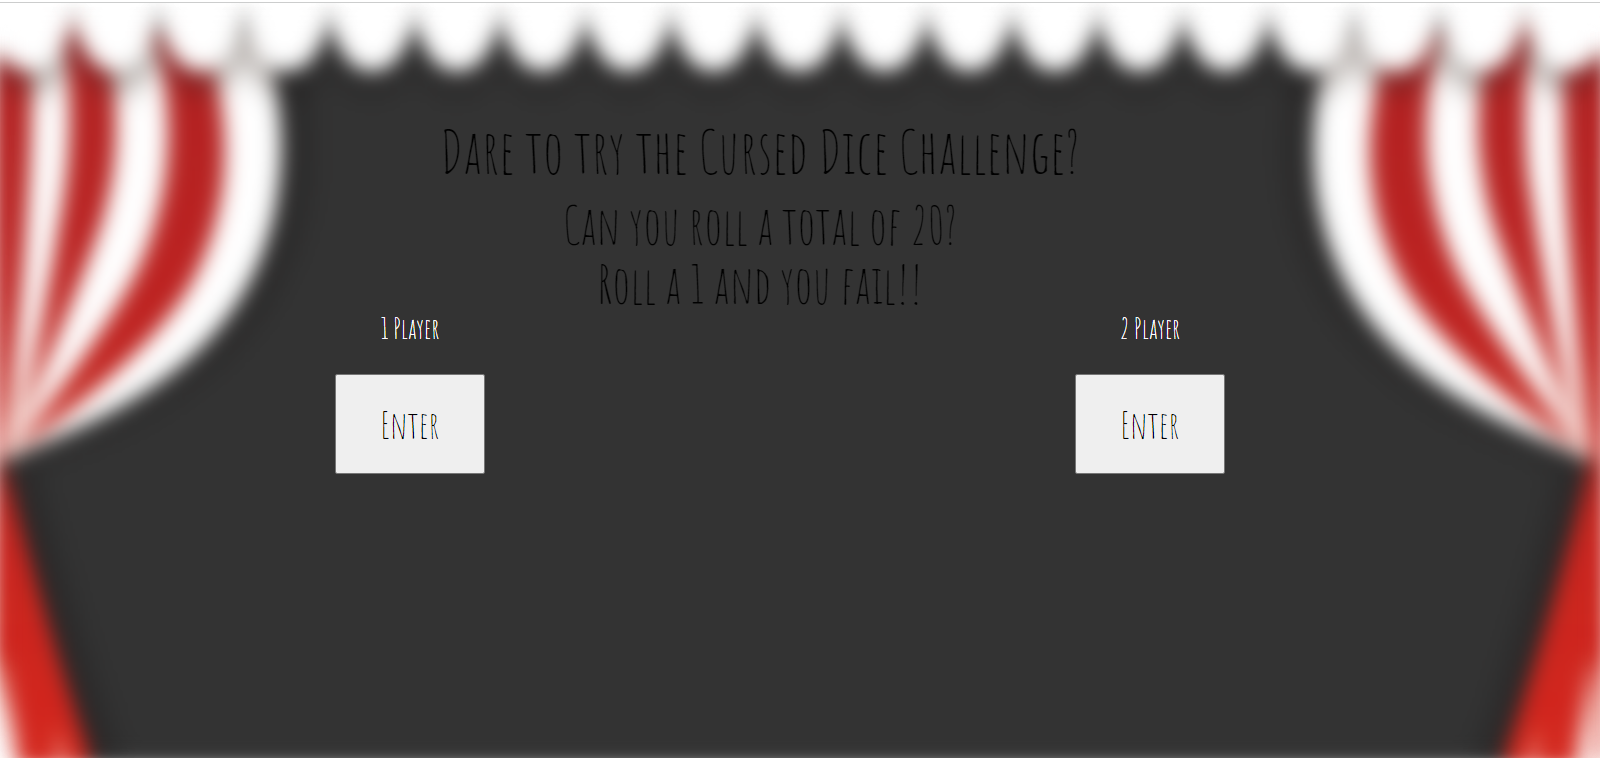 Dare to try the Cursed Dice Challenge?
Can you roll a total of 20?
Roll a 1 and you fail!!
1 Player
2 Player
Enter
Enter